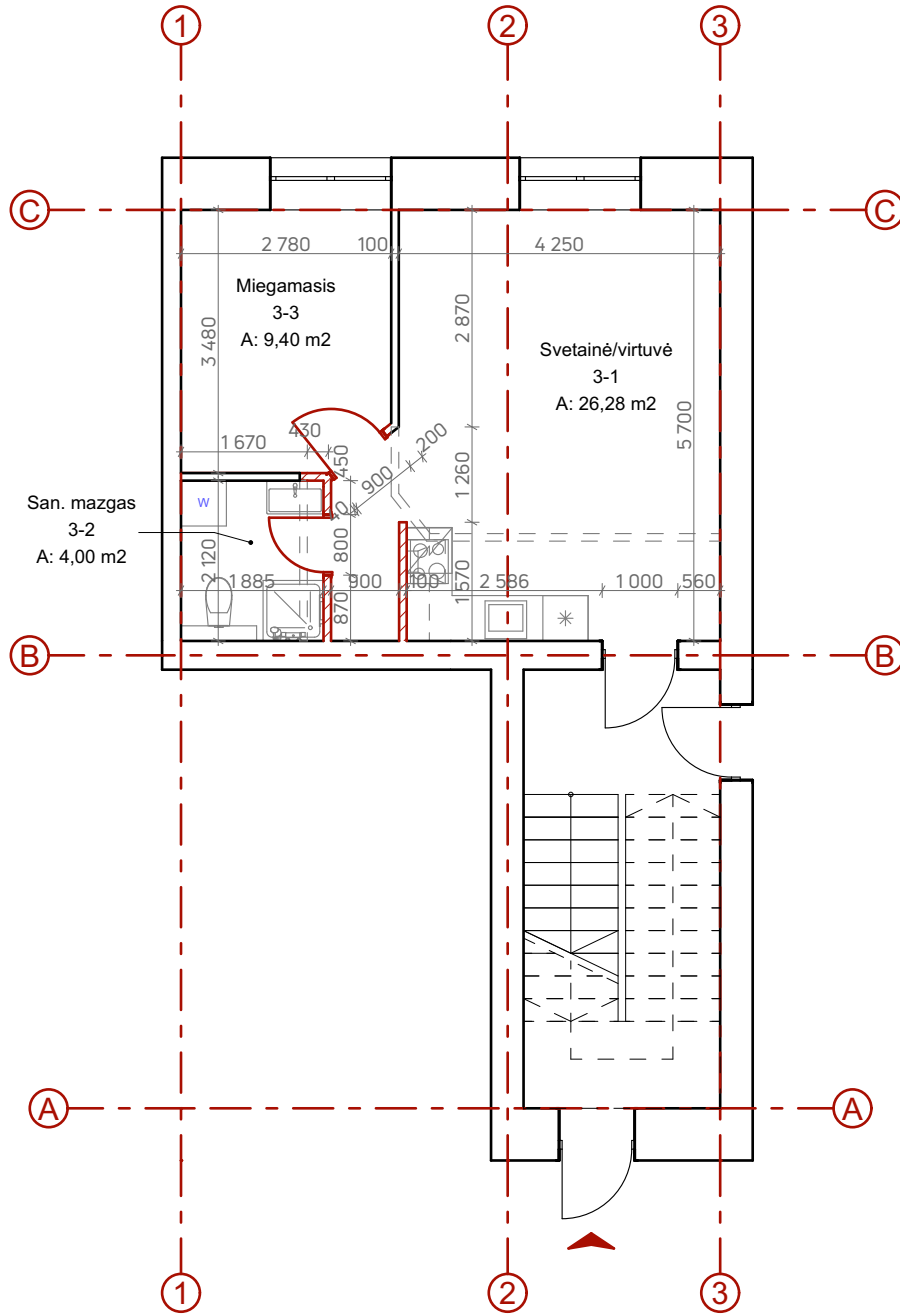 1
2
3
C
C
2 780
100
4 250
Miegamasis
3-3
A: 9,40 m2
3 480
2 870
Svetainė/virtuvė
3-1
A: 26,28 m2
5 700
1 670
430
450
900
200
1 260
San. mazgas
3-2
A: 4,00 m2
W
40
2 120
800
1 885
900
100
2 586
1 000
560
870
1 570
B
B
A
A
1
2
3